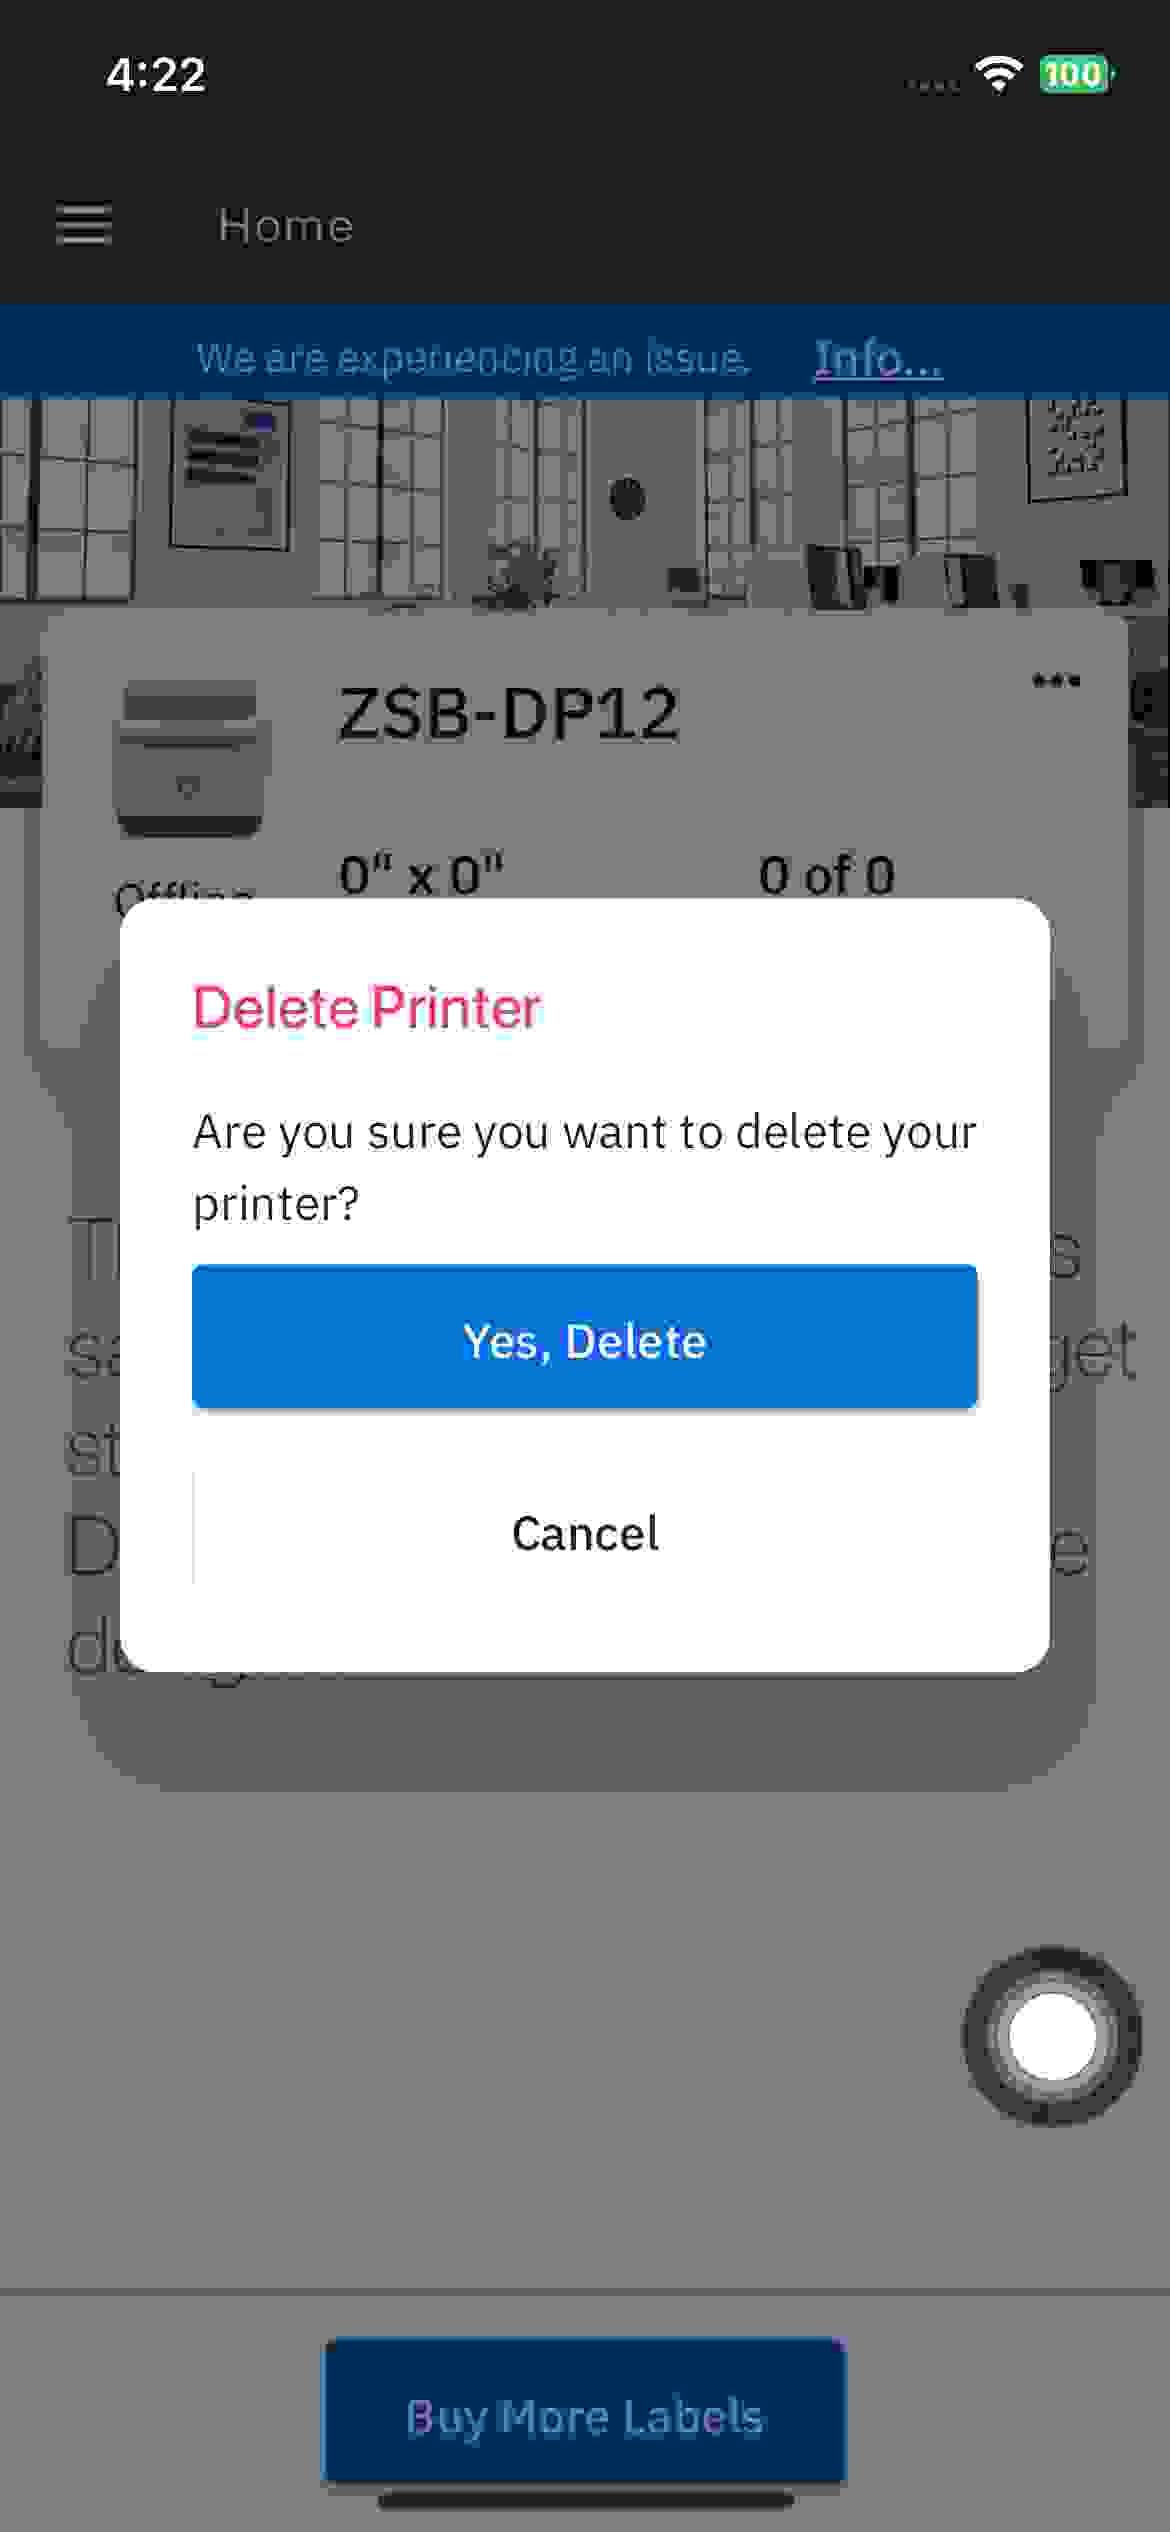 4:22
100
Home
We are experiencing an issue. Info...
ZSB-DP12
0" x 0" 0 of 0
Delete Printer
Are you sure you want to delete your
printer?
Yes, Delete
get
Cancel
Buy More Labels